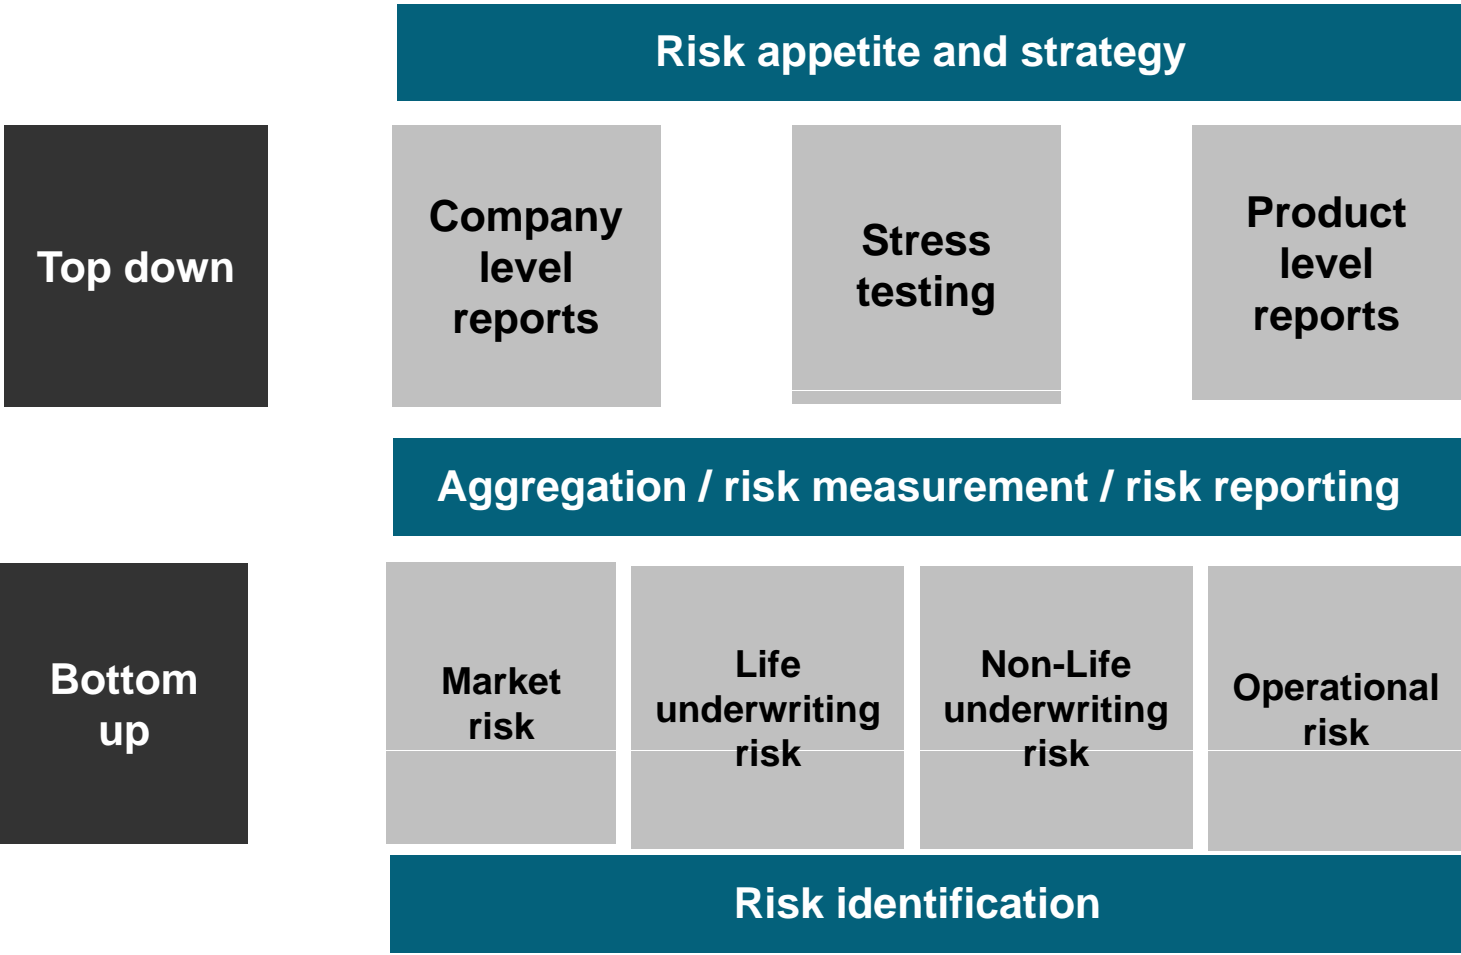 Risk appetite and strategy
Top down
Company
level
reports
Stress
testing
Product
level
reports
Aggregation / risk measurement / risk reporting
Bottom
up
Market
risk
Life
underwriting
risk
Non-Life
underwriting
risk
Operational
risk
Risk identification